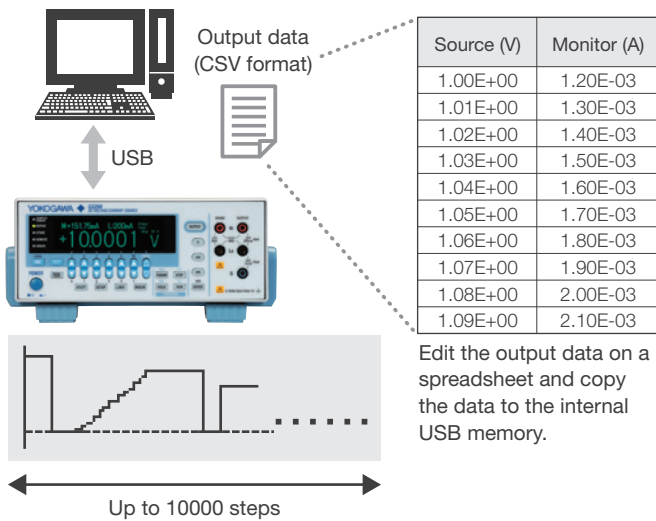 Output data
(CSV format)
USB
YOKOGAWA
+10.0001 V
OUTPUT
POWER
Source (V) Monitor (A)
1.00E+00 1.20E-03
1.01E+00 1.30E-03
1.02E+00 1.40E-03
1.03E+00 1.50E-03
1.04E+00 1.60E-03
1.05E+00 1.70E-03
1.06E+00 1.80E-03
1.07E+00 1.90E-03
1.08E+00 2.00E-03
1.09E+00 2.10E-03
Edit the output data on a
spreadsheet and copy
the data to the internal
USB memory.
Up to 10000 steps